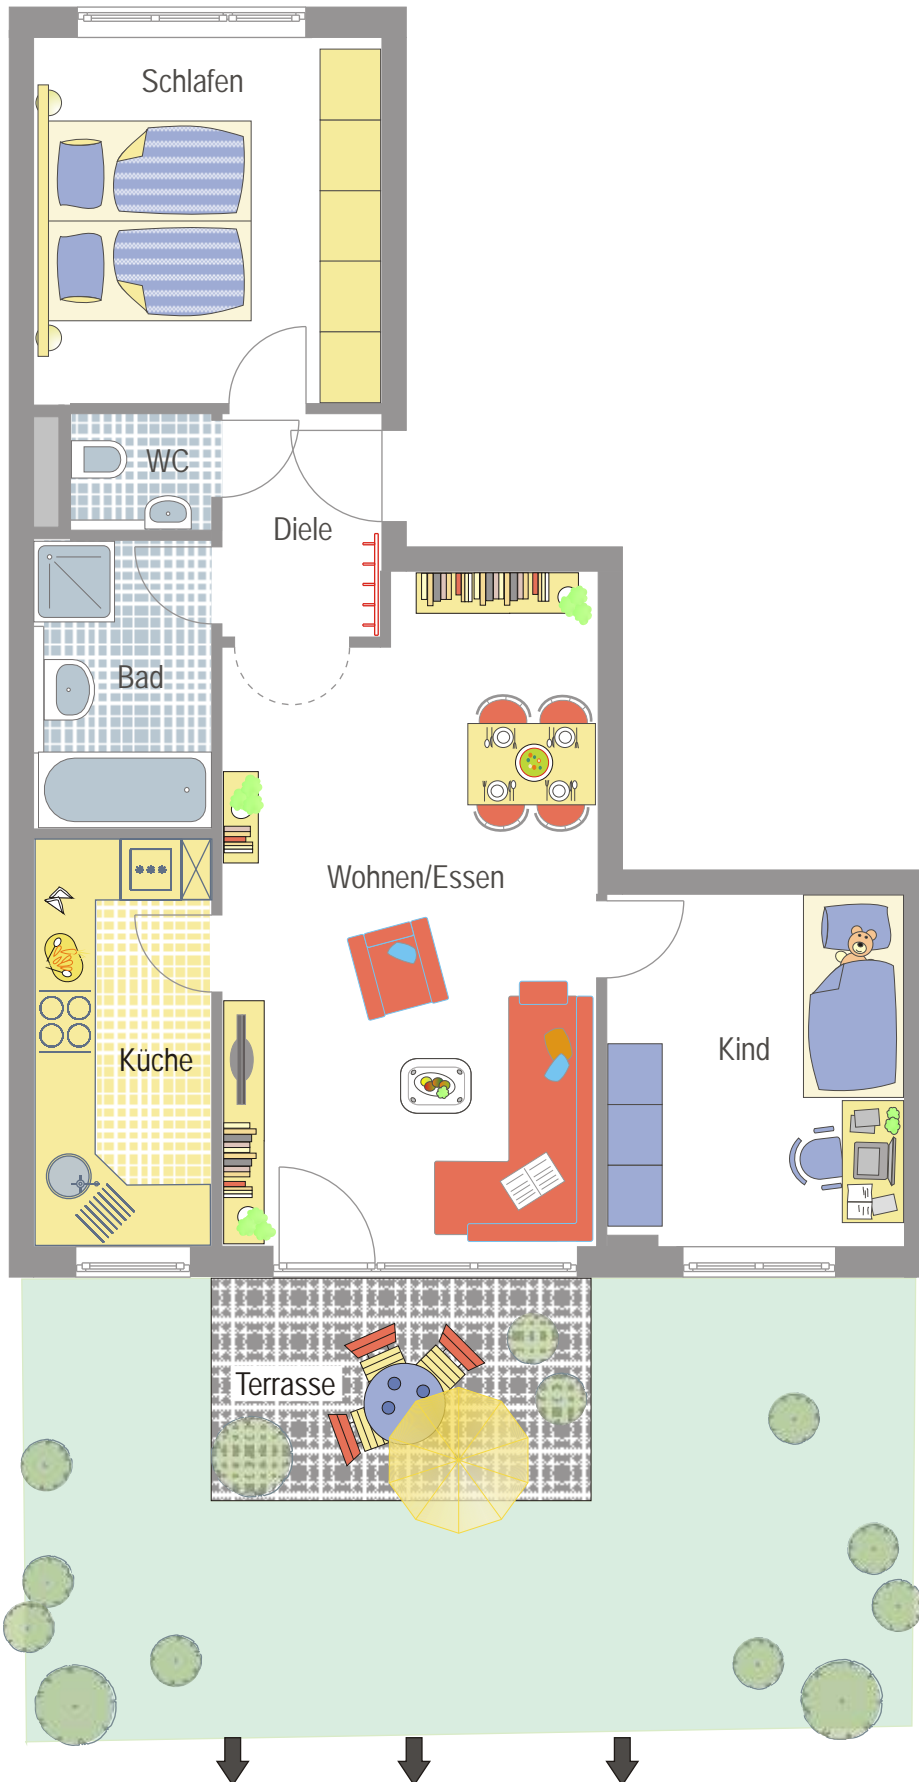 Schlafen
WC
Diele
Bad
Wohnen/Essen
Küche
Kind
Terrasse